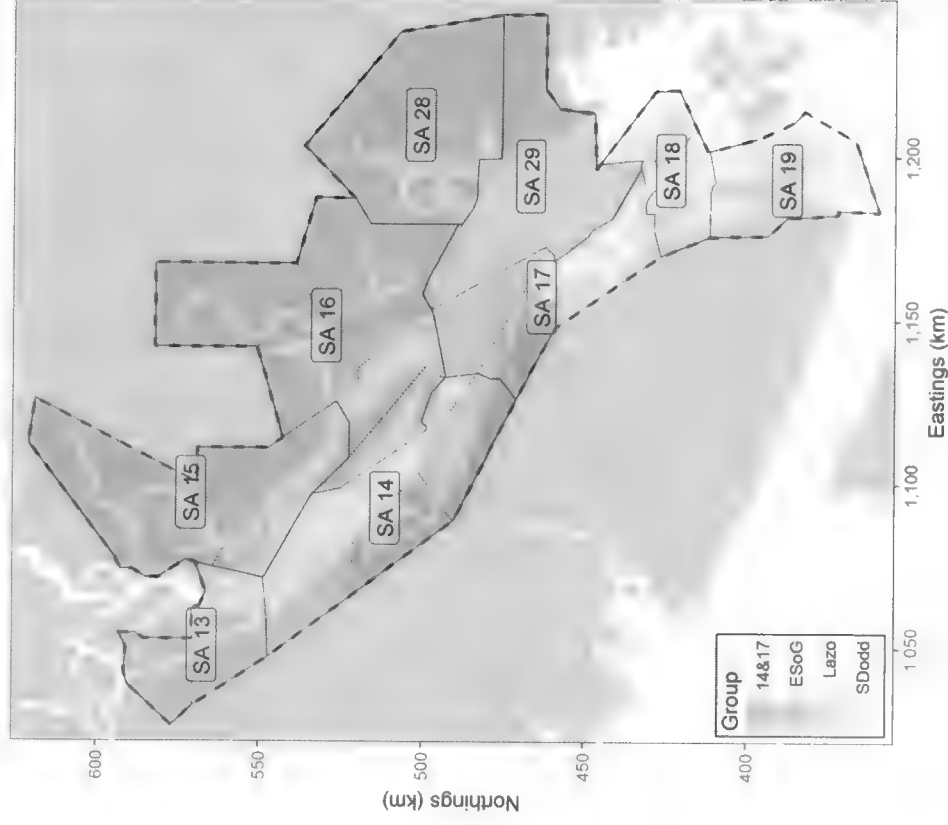 SA 28
SA 29
SA 18
SA 19
SA 16
SA 17
SA 15
SA 14
SA 13
Group
14&17
ESoG
Lazo
SDodd
600
550
500
450
400
Northings (km)
1 050
1,100
1,150
1,200
Eastings (km)